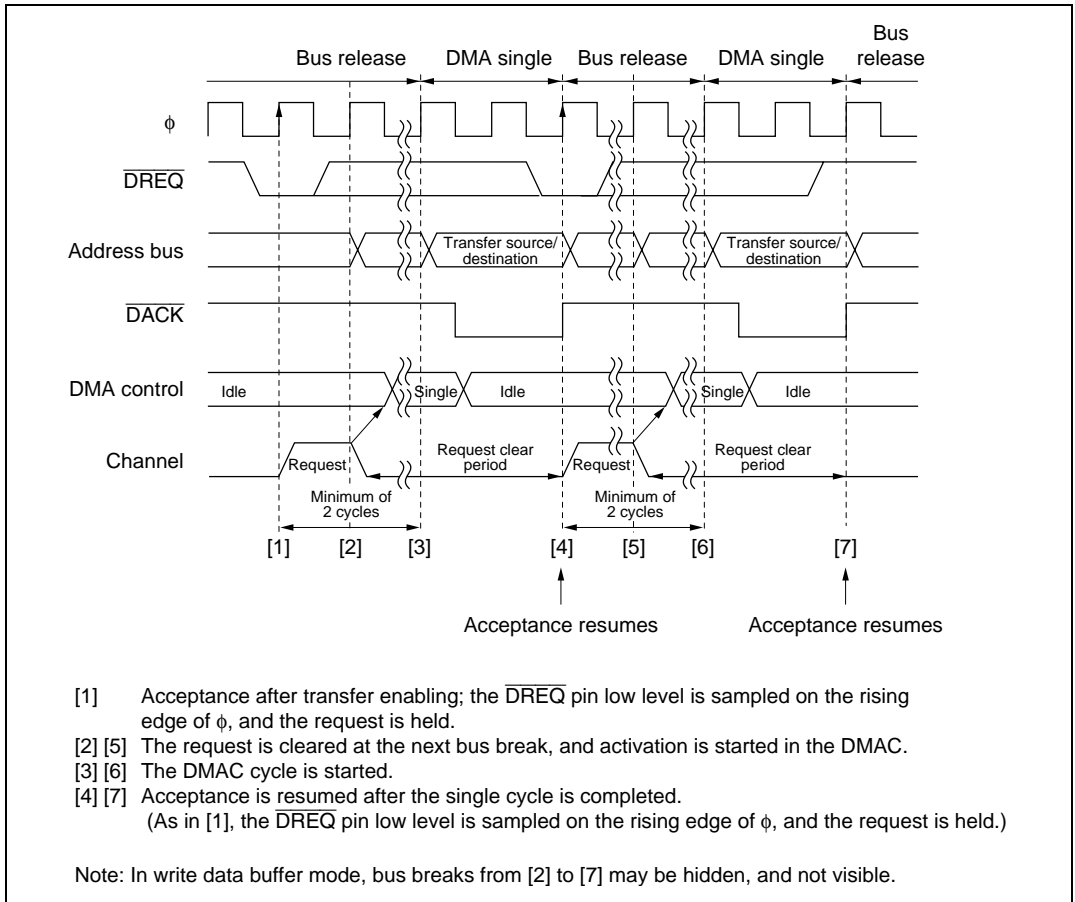 Bus release
DMA single
Bus release
DMA single
Bus release
φ
DREQ
Address bus
Transfer source/
destination
Transfer source/
destination
DACK
DMA control
Idle
Single
Idle
Single
Idle
Channel
Request
Request clear
period
Request
Request clear
period
Minimum of
2 cycles
Minimum of
2 cycles
[1]
[2]
[3]
[4]
[5]
[6]
[7]
Acceptance resumes
Acceptance resumes
[1] Acceptance after transfer enabling; the DREQ pin low level is sampled on the rising
edge of φ, and the request is held.
[2] [5] The request is cleared at the next bus break, and activation is started in the DMAC.
[3] [6] The DMAC cycle is started.
[4] [7] Acceptance is resumed after the single cycle is completed.
(As in [1], the DREQ pin low level is sampled on the rising edge of φ, and the request is held.)
Note: In write data buffer mode, bus breaks from [2] to [7] may be hidden, and not visible.